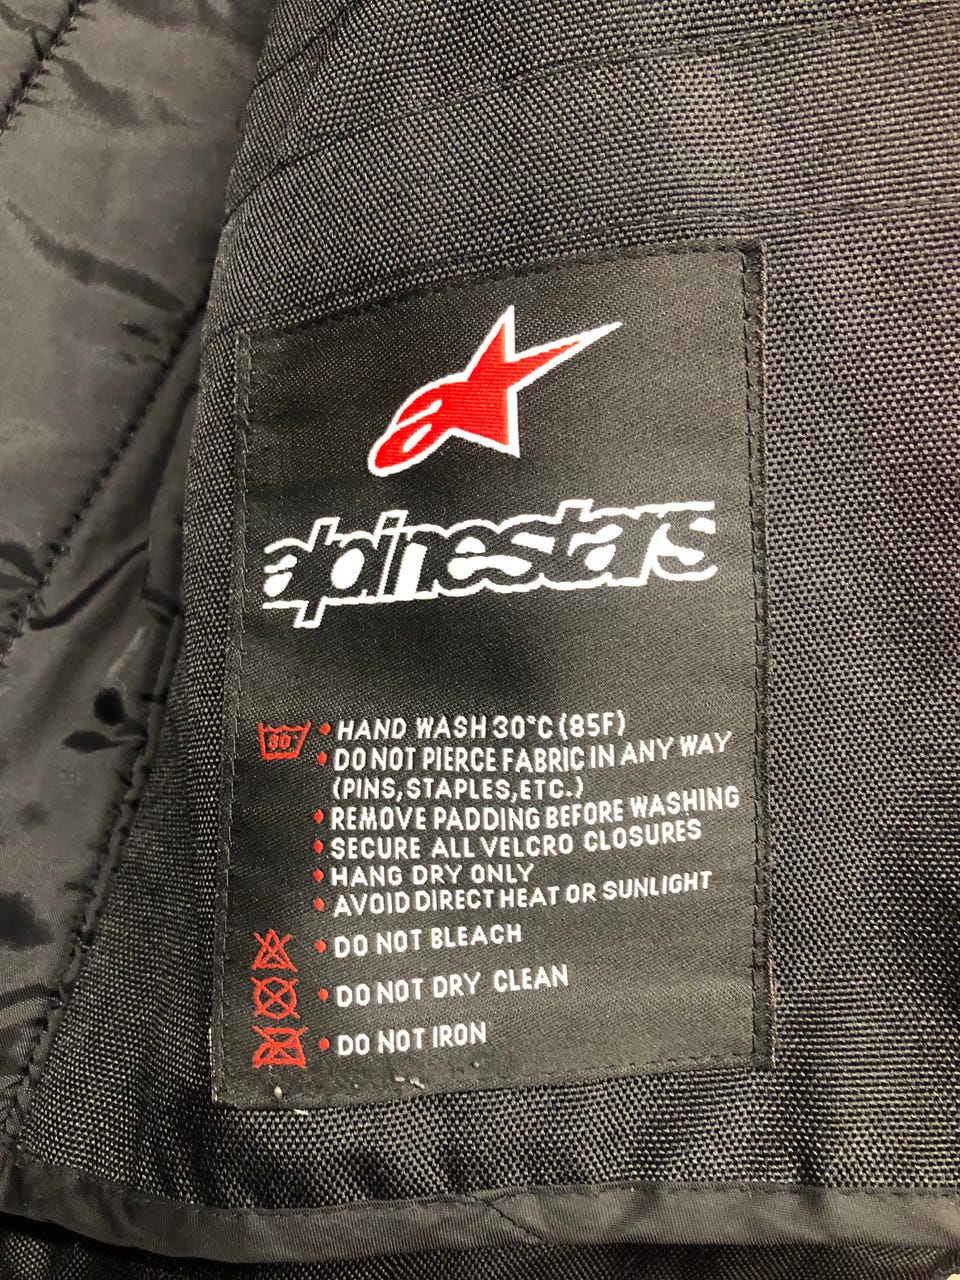 alpinestars
30°
• HAND WASH 30°C (85F)
• DO NOT PIERCE FABRIC IN ANY WAY
(PINS, STAPLES, ETC.)
• REMOVE PADDING BEFORE WASHING
• SECURE ALL VELCRO CLOSURES
• HANG DRY ONLY
• AVOID DIRECT HEAT OR SUNLIGHT
• DO NOT BLEACH
• DO NOT DRY CLEAN
• DO NOT IRON